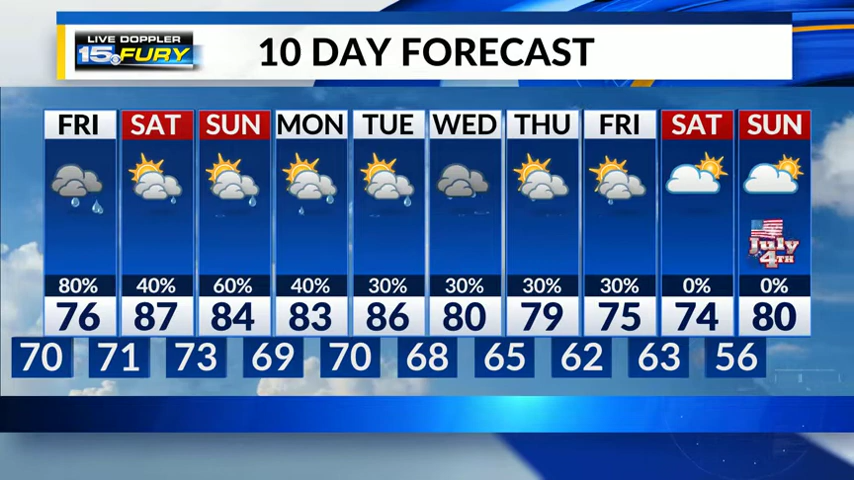 LIVE DOPPLER
15 FURY
10 DAY FORECAST
FRI SAT SUN MON TUE WED THU FRI SAT SUN
July
4TH
80% 40% 60% 40% 30% 30% 30% 30% 0% 0%
76 87 84 83 86 80 79 75 74 80
70 71 73 69 70 68 65 62 63 56